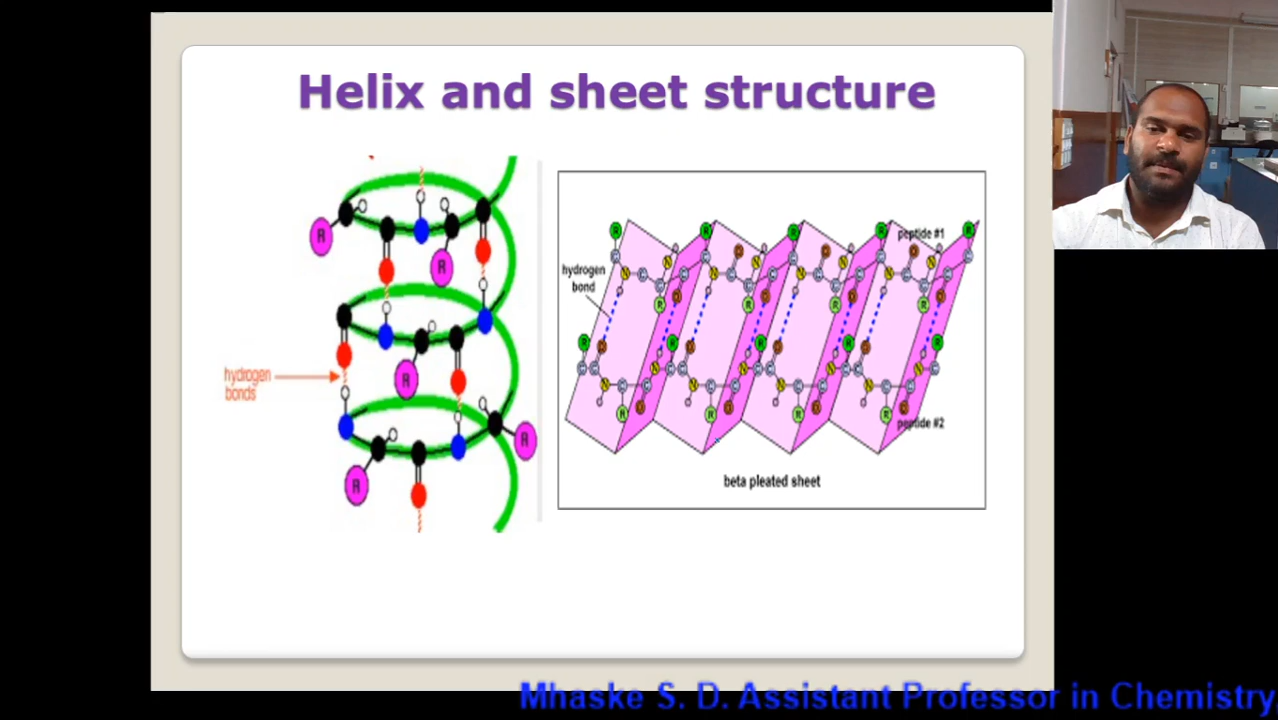 Helix and sheet structure
R
R
R
hydrogen
bonds
R
R
hydrogen
bond
peptide #1
R R R R R
C N C C N O C N C C N O C N C C N O C N C C N O C
R O R O R O R O
R O R O R O R O R
C C N C C N C C N C C N C C N C C N C C N C C N C
R O R O R O R O
peptide #2
beta pleated sheet
Mhaske S. D. Assistant Professor in Chemistry